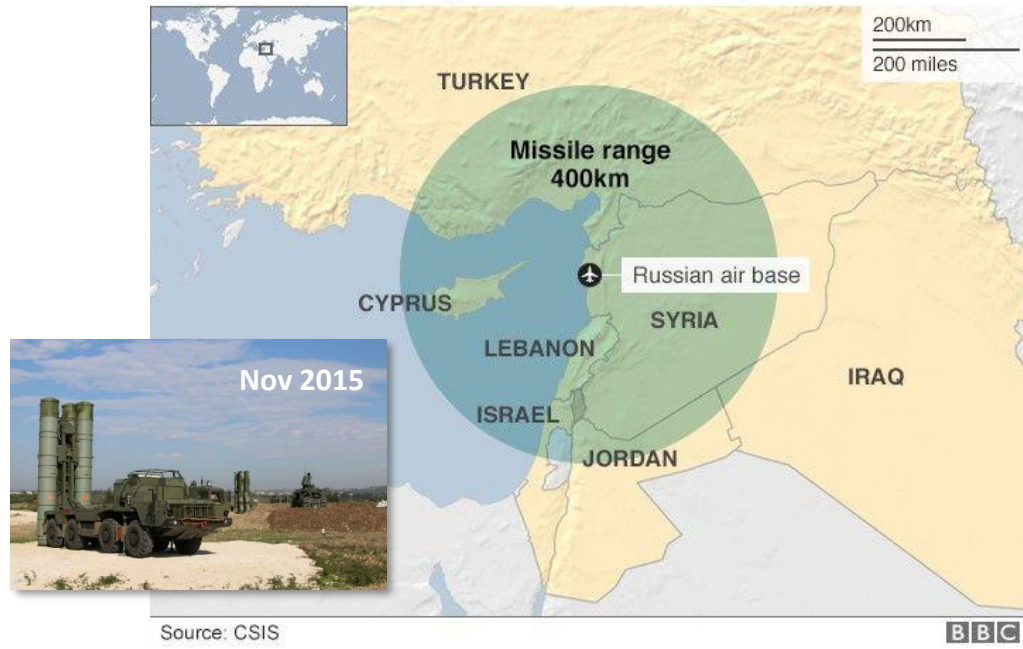 200km
200 miles
TURKEY
Missile range
400km
Russian air base
CYPRUS
SYRIA
LEBANON
IRAQ
Nov 2015
ISRAEL
JORDAN
Source: CSIS
BBC